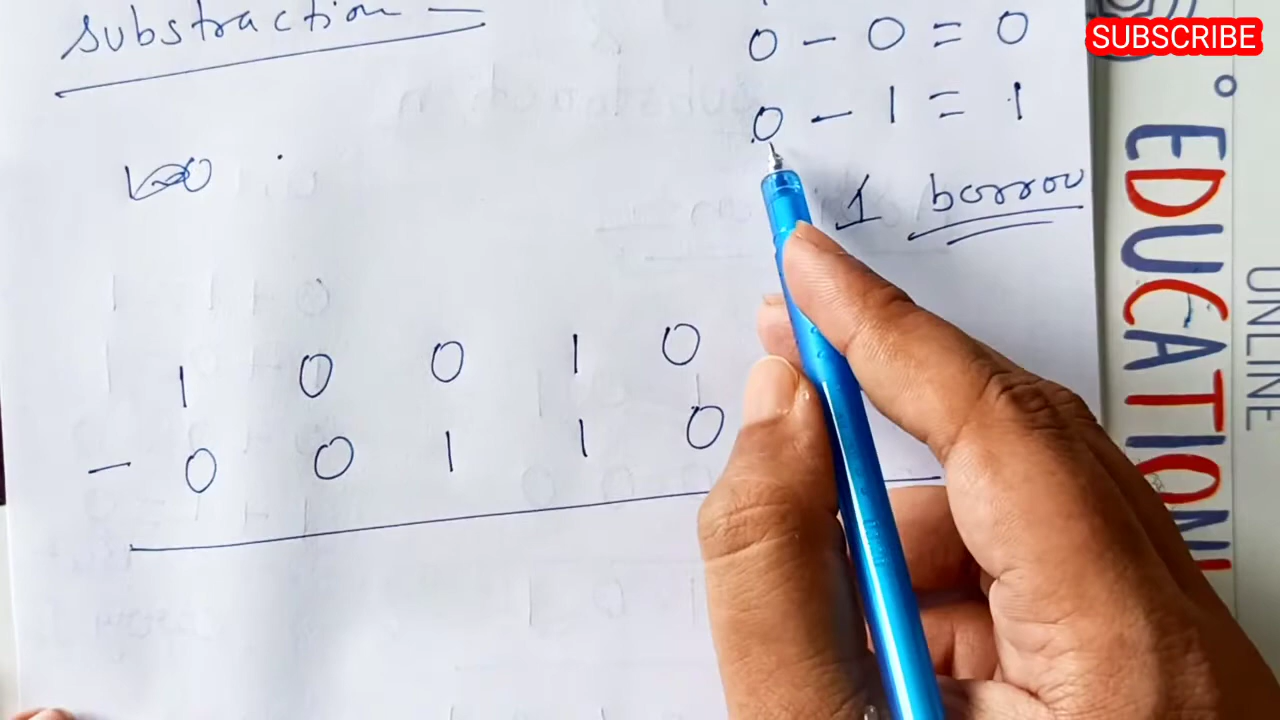 substraction –
0 – 0 = 0
SUBSCRIBE
0 – 1 = 1
1 borrow
1 0 0 1 0
– 0 0 1 1 0
EDUCATION
ONLINE